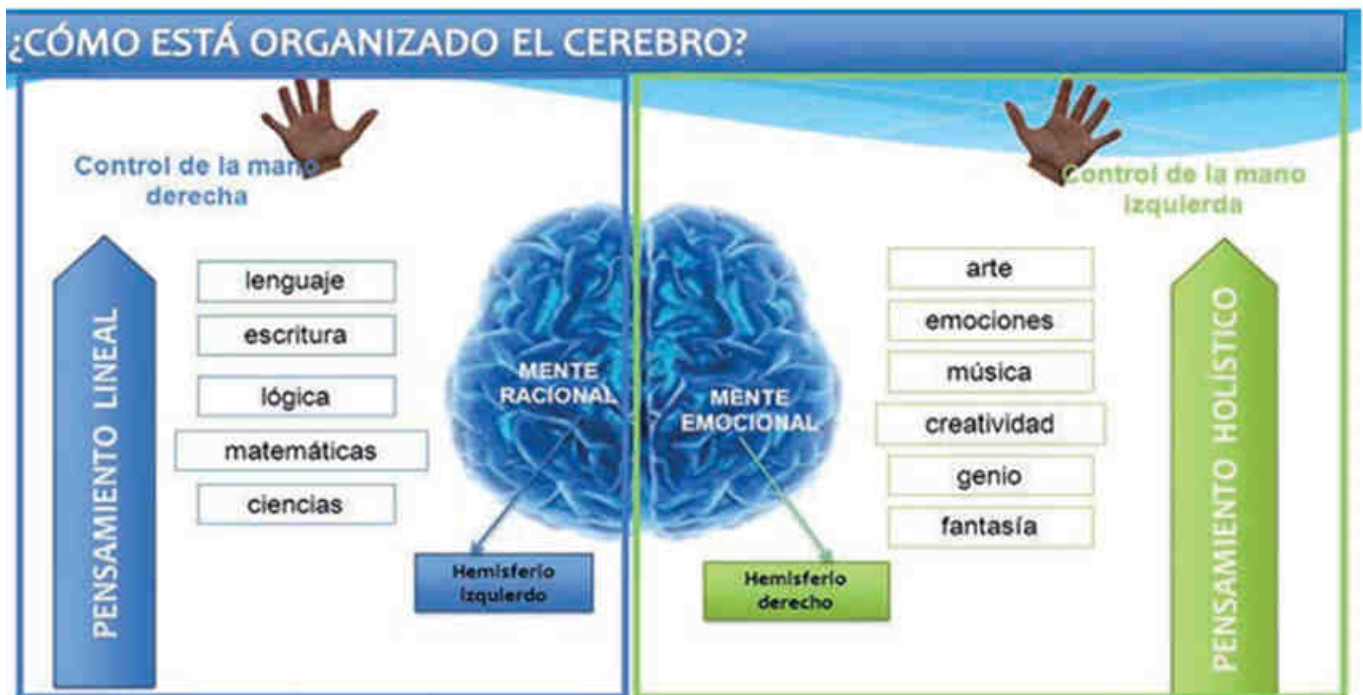 ¿CÓMO ESTÁ ORGANIZADO EL CEREBRO?
Control de la mano
derecha
PENSAMIENTO LINEAL
lenguaje
escritura
lógica
matemáticas
ciencias
MENTE
RACIONAL
Hemisferio
izquierdo
Control de la mano
izquierda
MENTE
EMOCIONAL
arte
emociones
música
creatividad
genio
fantasía
Hemisferio
derecho
PENSAMIENTO HOLÍSTICO